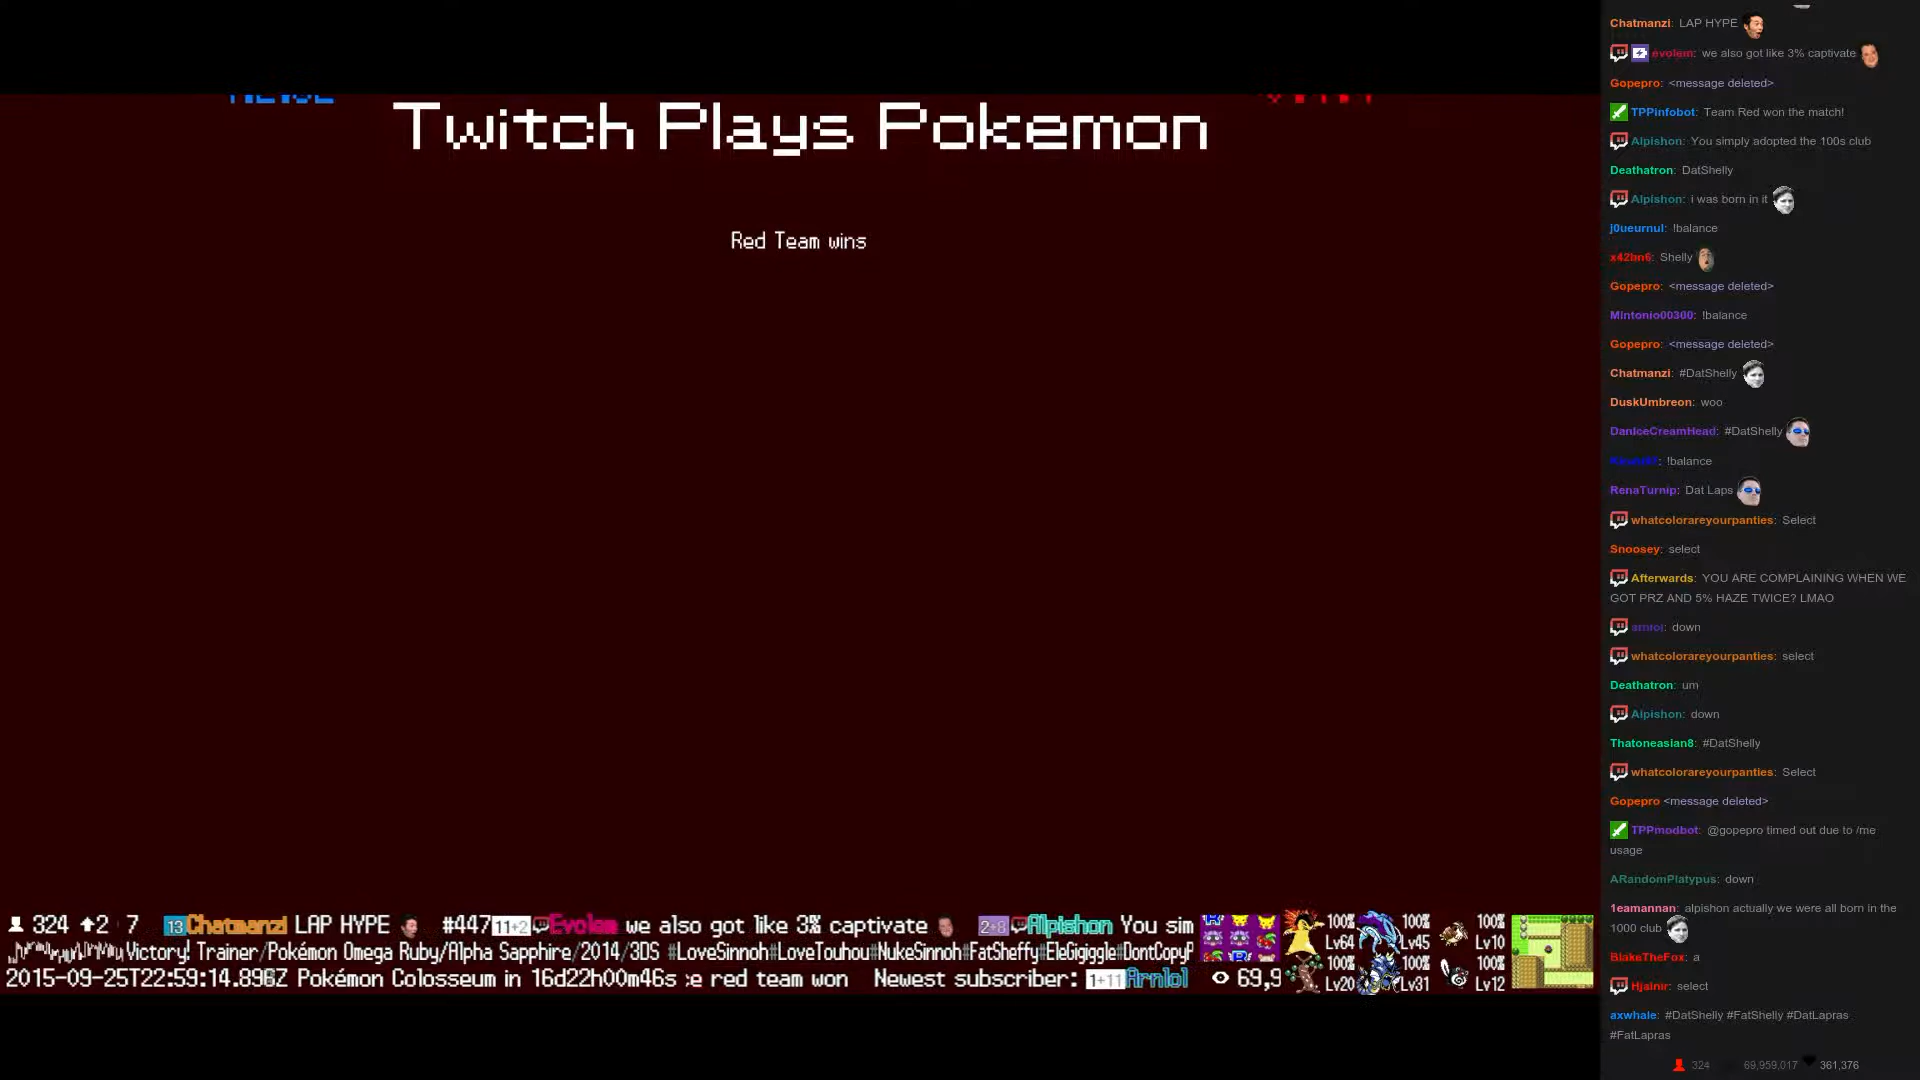 Twitch Plays Pokemon
Red Team wins
324 2 7 13 Chatmanzi LAP HYPE #447 11+2 Evolem we also got like 3% captivate 2+8 Alpishon You sim
Victory! Trainer/Pokémon Omega Ruby/Alpha Sapphire/2014/3DS #LoveSinnoh#LoveTouhou#NukeSinnoh#FatSheffy#EleGigiggle#DontCopyP
Pokémon Colosseum in 16d22h00m46s :e red team won Newest subscriber: 1+11 Arnlol 69,9
100% Lv64 100% Lv45 100% Lv10
100% Lv20 100% Lv31 100% Lv12
Chatmanzi: LAP HYPE
evolem: we also got like 3% captivate
Gopepro: <message deleted>
TPPinfobot: Team Red won the match!
Alpishon: You simply adopted the 100s club
Deathatron: DatShelly
Alpishon: i was born in it
j0ueurnul: !balance
x42bn6: Shelly
Gopepro: <message deleted>
Mintonio00300: !balance
Gopepro: <message deleted>
Chatmanzi: #DatShelly
DuskUmbreon: woo
DanIceCreamHead: #DatShelly
!balance
RenaTurnip: Dat Laps
whatcolorareyourpanties: Select
Snoosey: select
Afterwards: YOU ARE COMPLAINING WHEN WE
GOT PRZ AND 5% HAZE TWICE? LMAO
arnlol: down
whatcolorareyourpanties: select
Deathatron: um
Alpishon: down
Thatoneasian8: #DatShelly
whatcolorareyourpanties: Select
Gopepro <message deleted>
TPPmodbot: @gopepro timed out due to /me
usage
ARandomPlatypus: down
1eamannan: alpishon actually we were all born in the
1000 club
BlakeTheFox: a
Hjalnir: select
axwhale: #DatShelly #FatShelly #DatLapras
#FatLapras
324 69,959,017 361,376